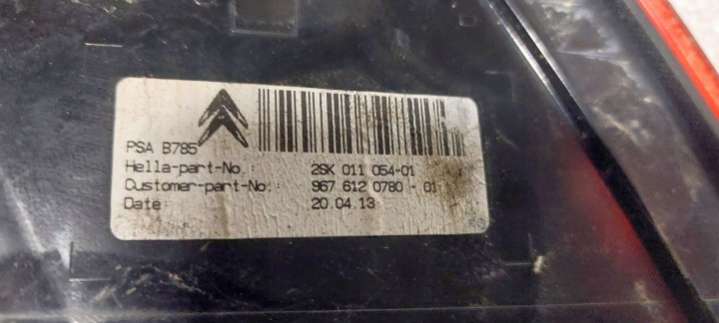 PSA B785
Hella-part-No.: 2SK 011 054-01
Customer-part-No.: 967 612 0780 - 01
Date: 20.04.13